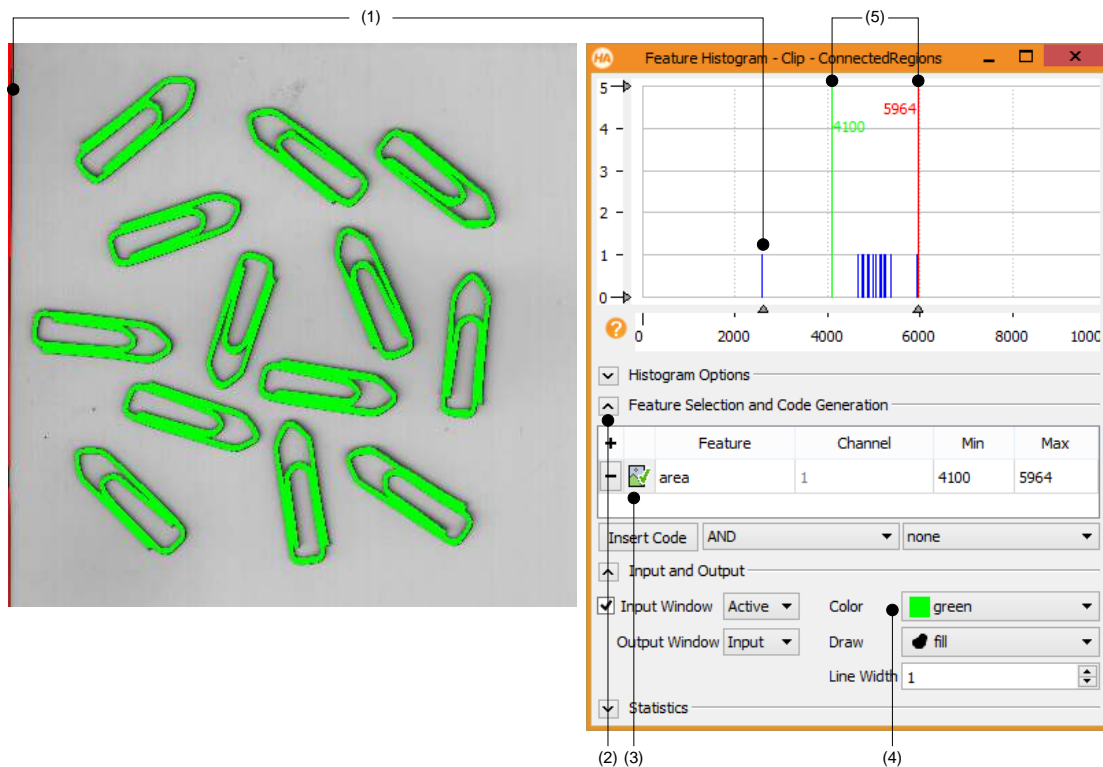 (1)
(5)
HA Feature Histogram - Clip - ConnectedRegions
5
5964
4
4100
3
2
1
0
0 2000 4000 6000 8000 1000
Histogram Options
Feature Selection and Code Generation
+ Feature Channel Min Max
− area 1 4100 5964
Insert Code AND none
Input and Output
Input Window Active Color green
Output Window Input Draw fill
Line Width 1
Statistics
(2) (3) (4)